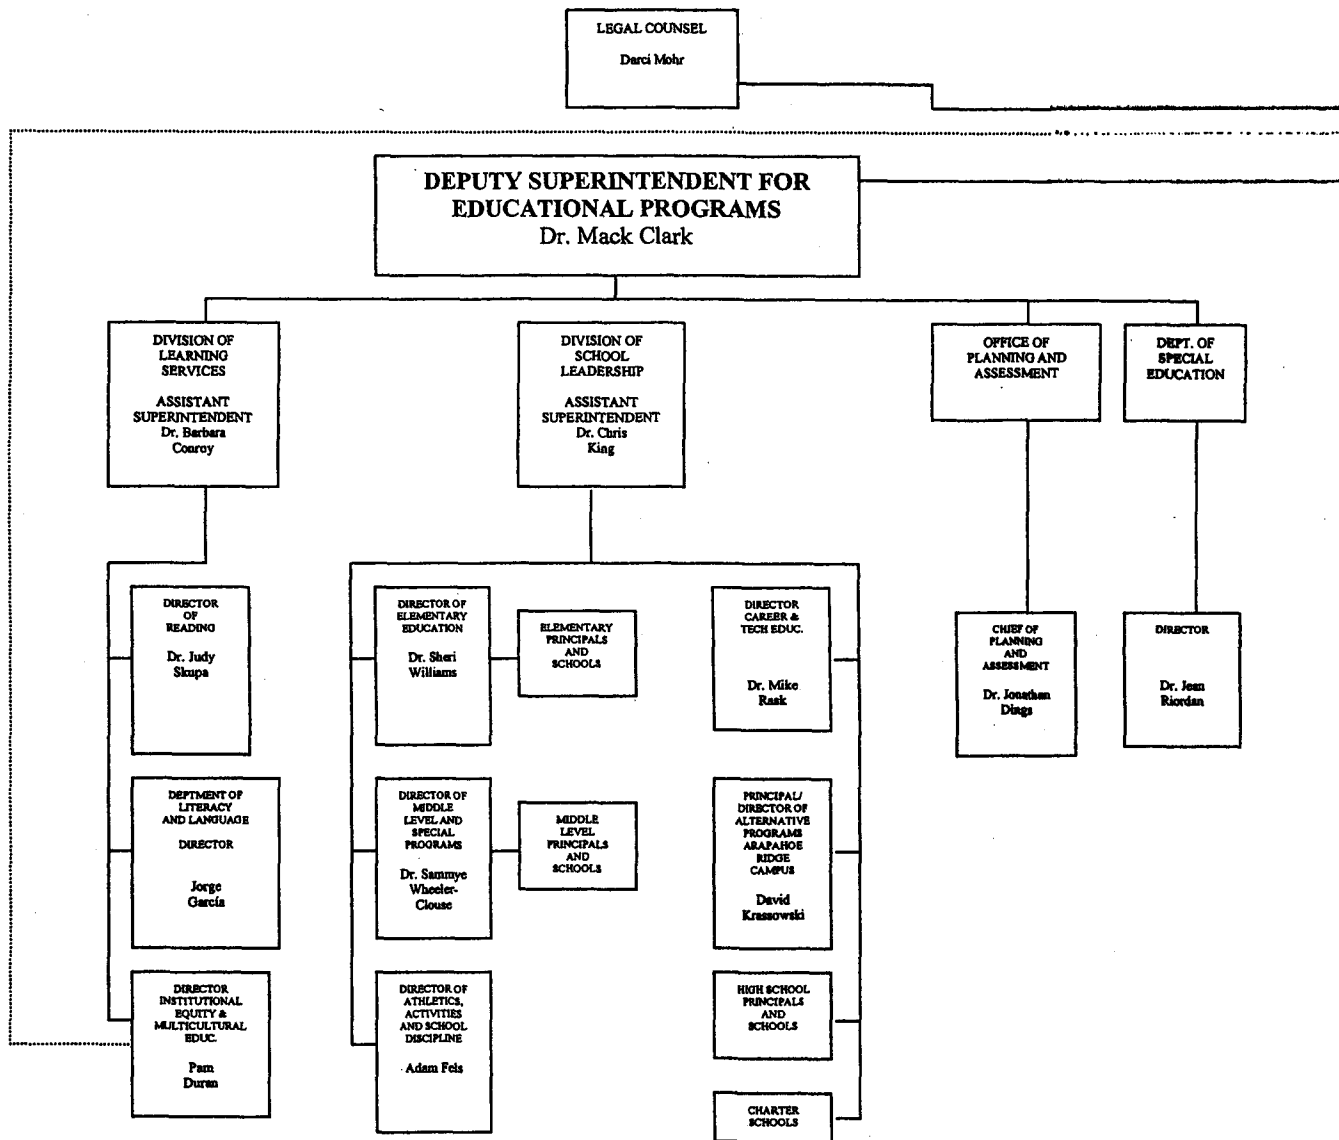 LEGAL COUNSEL
Darci Mohr
DEPUTY SUPERINTENDENT FOR
EDUCATIONAL PROGRAMS
Dr. Mack Clark
DIVISION OF
LEARNING
SERVICES
ASSISTANT
SUPERINTENDENT
Dr. Barbara
Conroy
DIVISION OF
SCHOOL
LEADERSHIP
ASSISTANT
SUPERINTENDENT
Dr. Chris
King
OFFICE OF
PLANNING AND
ASSESSMENT
DEPT. OF
SPECIAL
EDUCATION
DIRECTOR
OF
READING
Dr. Judy
Skupa
DIRECTOR OF
ELEMENTARY
EDUCATION
Dr. Sheri
Williams
ELEMENTARY
PRINCIPALS
AND
SCHOOLS
DIRECTOR
CAREER &
TECH EDUC.
Dr. Mike
Rask
CHIEF OF
PLANNING
AND
ASSESSMENT
Dr. Jonathan
Dings
DIRECTOR
Dr. Jean
Riordan
DEPTMENT OF
LITERACY
AND LANGUAGE
DIRECTOR
Jorge
García
DIRECTOR OF
MIDDLE
LEVEL AND
SPECIAL
PROGRAMS
Dr. Sammye
Wheeler-
Clouse
MIDDLE
LEVEL
PRINCIPALS
AND
SCHOOLS
PRINCIPAL/
DIRECTOR OF
ALTERNATIVE
PROGRAMS
ARAPAHOE
RIDGE
CAMPUS
David
Krassowski
DIRECTOR
INSTITUTIONAL
EQUITY &
MULTICULTURAL
EDUC.
Pam
Duran
DIRECTOR OF
ATHLETICS,
ACTIVITIES
AND SCHOOL
DISCIPLINE
Adam Fels
HIGH SCHOOL
PRINCIPALS
AND
SCHOOLS
CHARTER
SCHOOLS